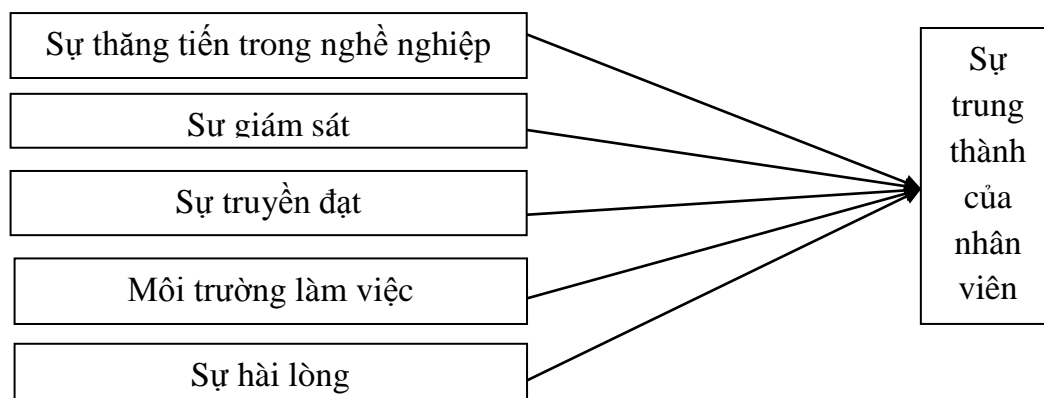 Sự thăng tiến trong nghề nghiệp
Sự giám sát
Sự truyền đạt
Môi trường làm việc
Sự hài lòng
Sự
trung
thành
của
nhân
viên